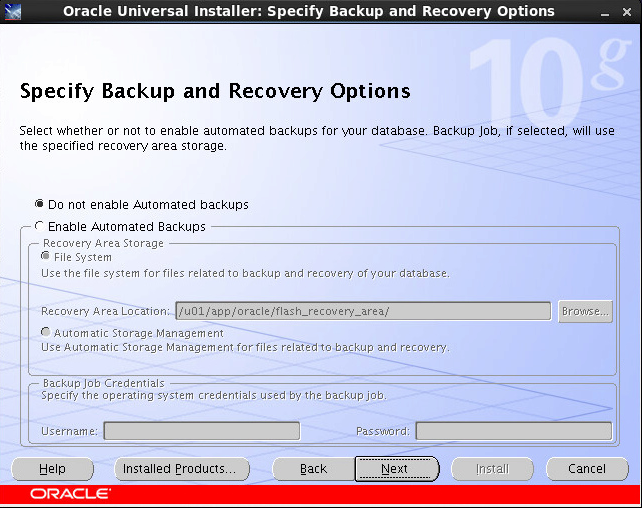 Oracle Universal Installer: Specify Backup and Recovery Options
10g
Specify Backup and Recovery Options
Select whether or not to enable automated backups for your database. Backup Job, if selected, will use
the specified recovery area storage.
Do not enable Automated backups
Enable Automated Backups
Recovery Area Storage
File System
Use the file system for files related to backup and recovery of your database.
Recovery Area Location: /u01/app/oracle/flash_recovery_area/ Browse...
Automatic Storage Management
Use Automatic Storage Management for files related to backup and recovery.
Backup Job Credentials
Specify the operating system credentials used by the backup job.
Username: Password:
Help Installed Products... Back Next Install Cancel
ORACLE